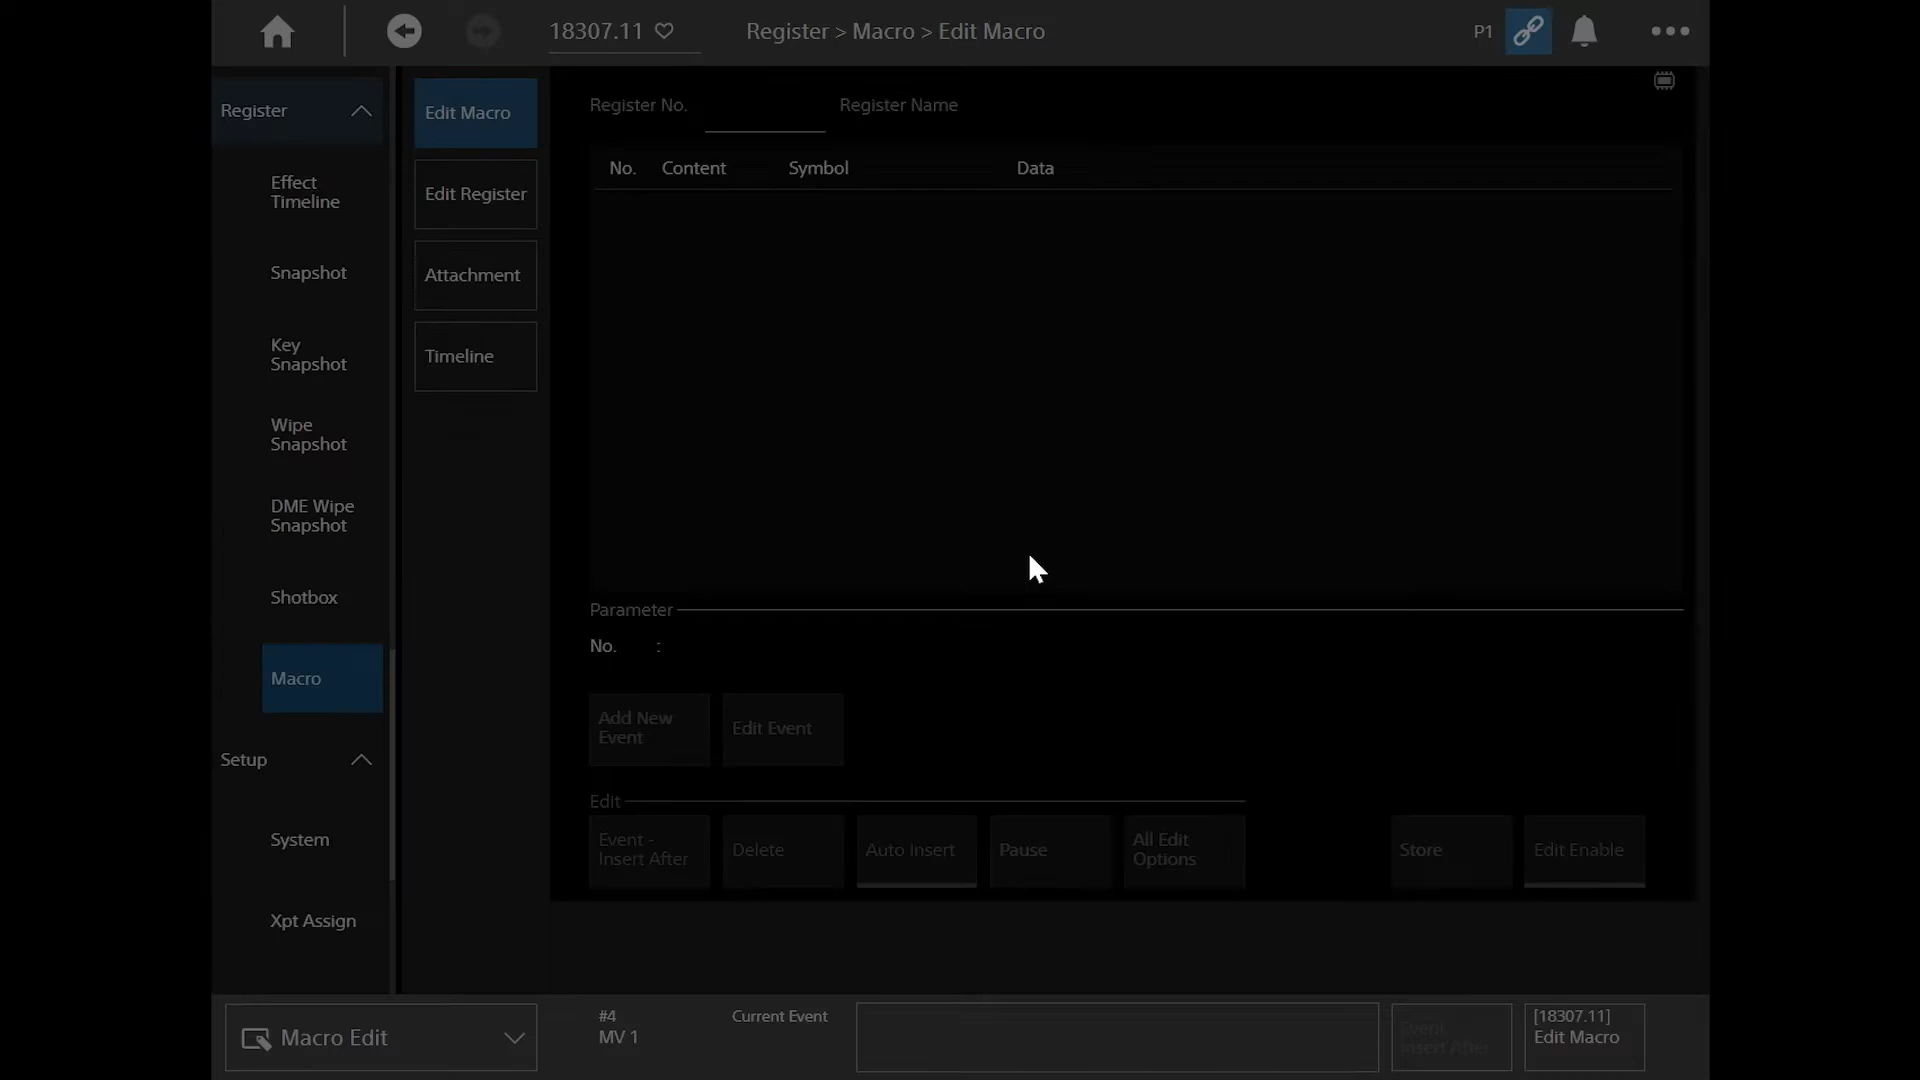 18307.11
Register > Macro > Edit Macro
P1
Register
Effect
Timeline
Snapshot
Key
Snapshot
Wipe
Snapshot
DME Wipe
Snapshot
Shotbox
Macro
Setup
System
Xpt Assign
Edit Macro
Edit Register
Attachment
Timeline
Register No.
Register Name
No. Content Symbol Data
Parameter
No. :
Add New
Event
Edit Event
Edit
Event -
Insert After
Delete
Auto Insert
Pause
All Edit
Options
Store
Edit Enable
Macro Edit
#4
MV 1
Current Event
Event
Insert After
[18307.11]
Edit Macro